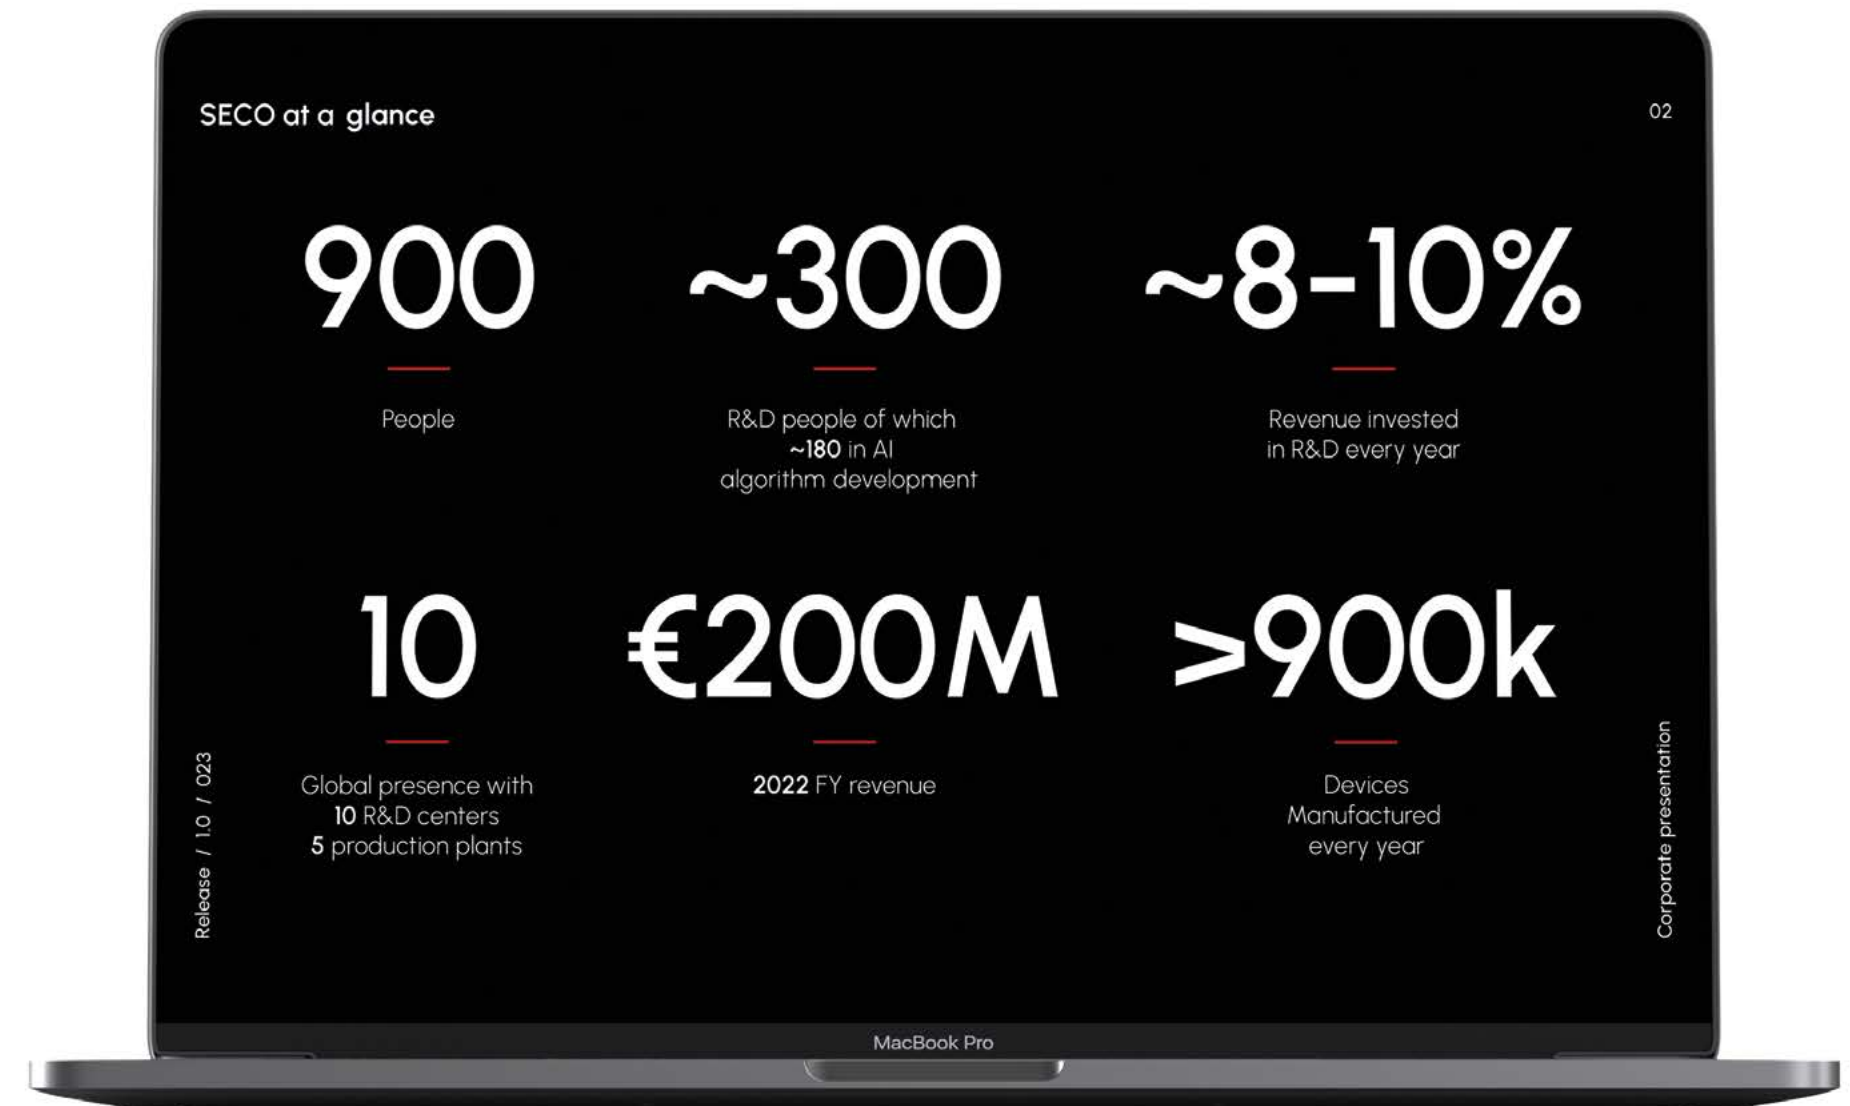 SECO at a glance
02
900
People
~300
R&D people of which
~180 in AI
algorithm development
~8-10%
Revenue invested
in R&D every year
10
Global presence with
10 R&D centers
5 production plants
€200M
2022 FY revenue
>900k
Devices
Manufactured
every year
Release / 1.0 / 023
Corporate presentation
MacBook Pro